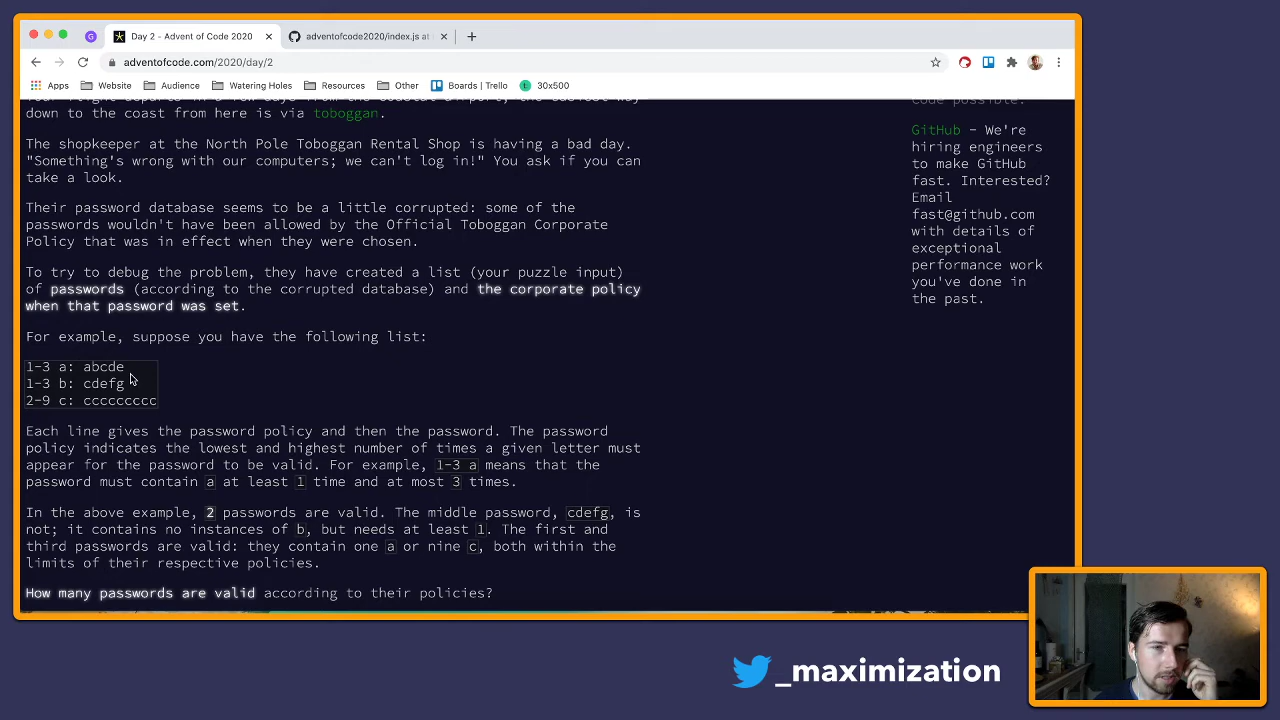 Day 2 - Advent of Code 2020
adventofcode2020/index.js at
adventofcode.com/2020/day/2
Apps
Website
Audience
Watering Holes
Resources
Other
Boards | Trello
30x500
down to the coast from here is via toboggan.
The shopkeeper at the North Pole Toboggan Rental Shop is having a bad day.
"Something's wrong with our computers; we can't log in!" You ask if you can
take a look.
Their password database seems to be a little corrupted: some of the
passwords wouldn't have been allowed by the Official Toboggan Corporate
Policy that was in effect when they were chosen.
To try to debug the problem, they have created a list (your puzzle input)
of passwords (according to the corrupted database) and the corporate policy
when that password was set.
For example, suppose you have the following list:
1-3 a: abcde
1-3 b: cdefg
2-9 c: ccccccccc
Each line gives the password policy and then the password. The password
policy indicates the lowest and highest number of times a given letter must
appear for the password to be valid. For example, 1-3 a means that the
password must contain a at least 1 time and at most 3 times.
In the above example, 2 passwords are valid. The middle password, cdefg, is
not; it contains no instances of b, but needs at least 1. The first and
third passwords are valid: they contain one a or nine c, both within the
limits of their respective policies.
How many passwords are valid according to their policies?
code possible.
GitHub - We're
hiring engineers
to make GitHub
fast. Interested?
Email
fast@github.com
with details of
exceptional
performance work
you've done in
the past.
_maximization